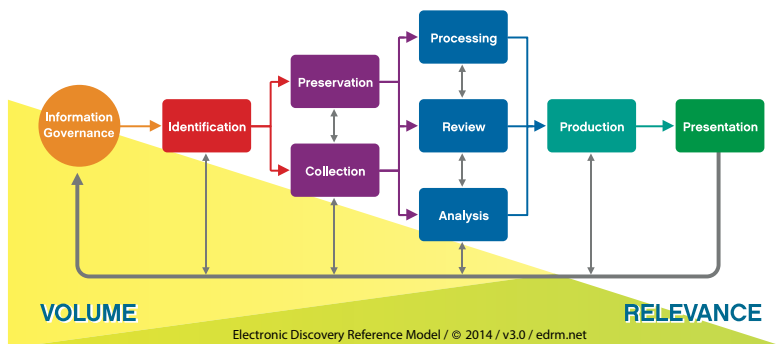 Processing
Preservation
Information
Governance
Identification
Review
Production
Presentation
Collection
Analysis
VOLUME
RELEVANCE
Electronic Discovery Reference Model / © 2014 / v3.0 / edrm.net